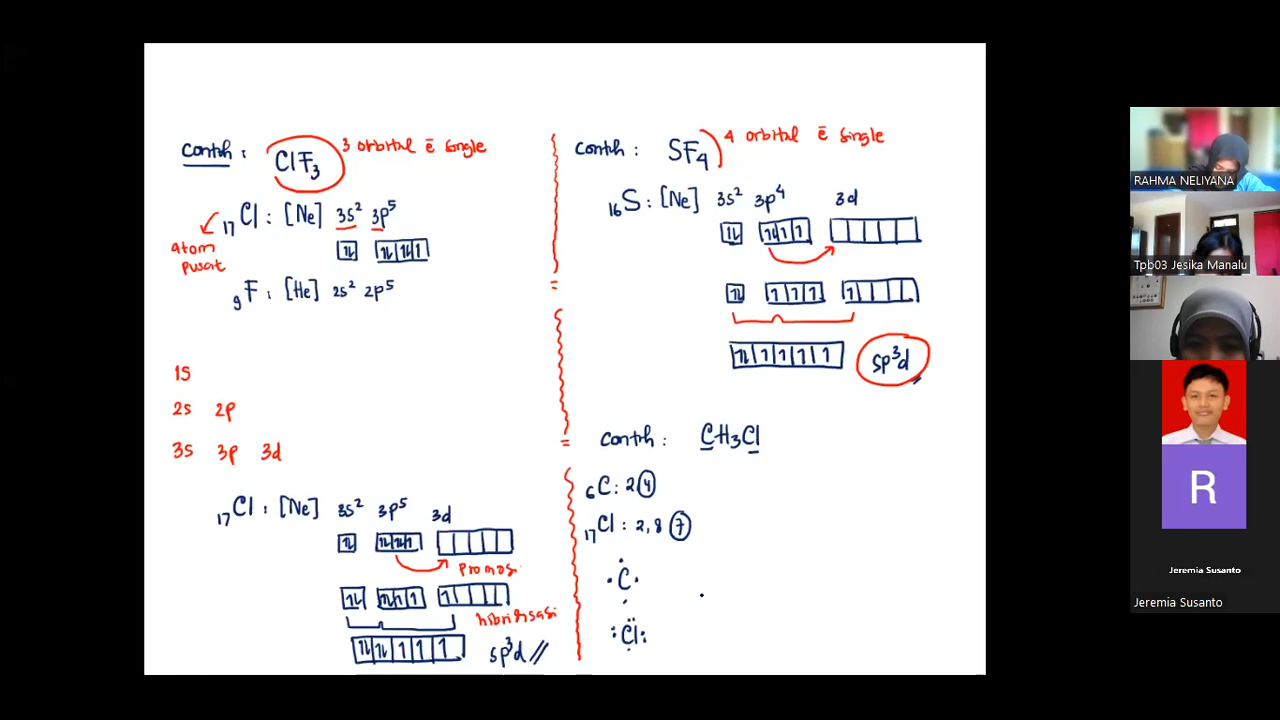 Contoh : ClF₃ 3 orbital ē single
₁₇Cl : [Ne] 3s² 3p⁵
atom
pusat
₉F : [He] 2s² 2p⁵
1s
2s 2p
3s 3p 3d
₁₇Cl : [Ne] 3s² 3p⁵ 3d
promosi
hibridisasi
sp³d //
Contoh : SF₄ 4 orbital ē single
₁₆S : [Ne] 3s² 3p⁴ 3d
sp³d
Contoh : CH₃Cl
₆C : 2 4
₁₇Cl : 2, 8 7
C
Cl
RAHMA NELIYANA
Tpb03 Jesika Manalu
R
Jeremia Susanto
Jeremia Susanto